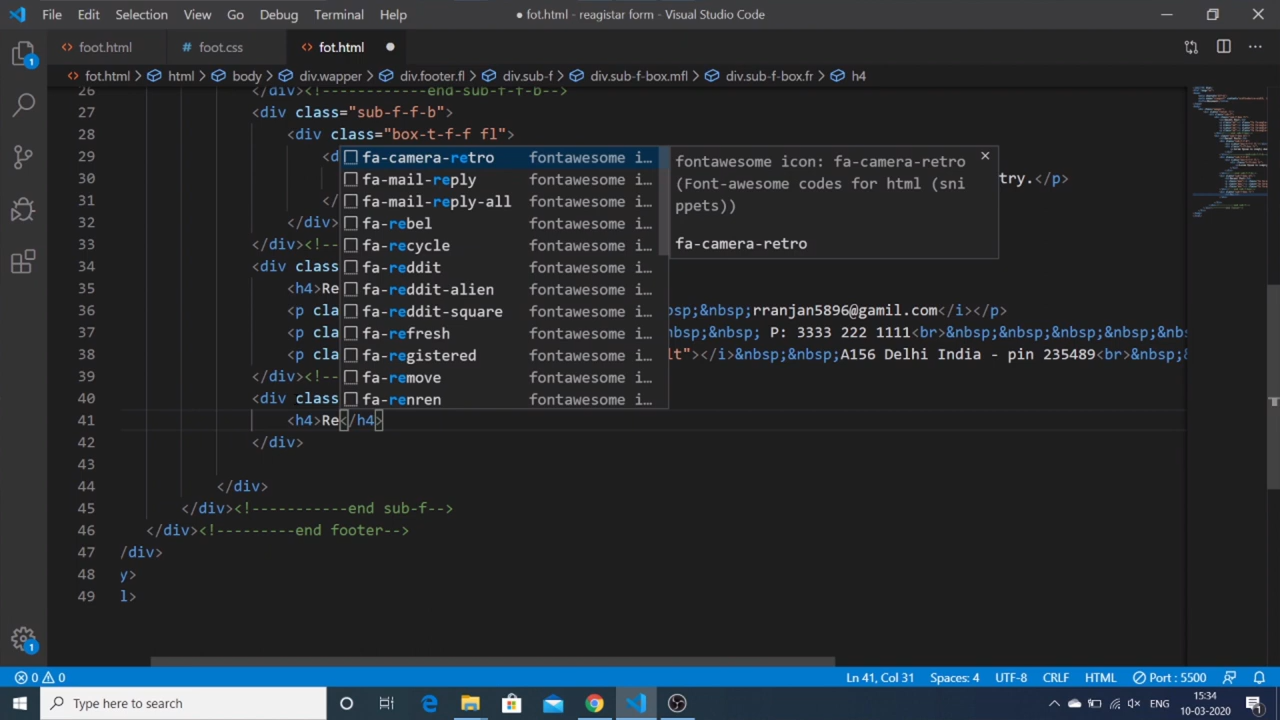 File Edit Selection View Go Debug Terminal Help
● fot.html - reagistar form - Visual Studio Code
foot.html
# foot.css
fot.html
fot.html > html > body > div.wapper > div.footer.fl > div.sub-f > div.sub-f-box.mfl > div.sub-f-box.fr > h4
26 </div><!------------end-sub-f-f-b-->
27 <div class="sub-f-f-b">
28 <div class="box-t-f-f fl">
29 <d
30 try.</p>
31 </
32 </div>
33 </div><!--
34 <div class
35 <h4>Re
36 <p cla sp;&nbsp;rranjan5896@gamil.com</i></p>
37 <p cla nbsp;&nbsp; P: 3333 222 1111<br>&nbsp;&nbsp;&nbsp;&nbsp;
38 <p cla lt"></i>&nbsp;&nbsp;A156 Delhi India - pin 235489<br>&nbsp;
39 </div><!--
40 <div class
41 <h4>Re</h4>
42 </div>
43
44 </div>
45 </div><!-----------end sub-f-->
46 </div><!---------end footer-->
47 /div>
48 y>
49 l>
fa-camera-retro fontawesome i…
fa-mail-reply fontawesome i…
fa-mail-reply-all fontawesome i…
fa-rebel fontawesome i…
fa-recycle fontawesome i…
fa-reddit fontawesome i…
fa-reddit-alien fontawesome i…
fa-reddit-square fontawesome i…
fa-refresh fontawesome i…
fa-registered fontawesome i…
fa-remove fontawesome i…
fa-renren fontawesome i…
fontawesome icon: fa-camera-retro
(Font-awesome codes for html (sni
ppets))
fa-camera-retro
0 0 Ln 41, Col 31 Spaces: 4 UTF-8 CRLF HTML Port : 5500
Type here to search
ENG
15:34
10-03-2020